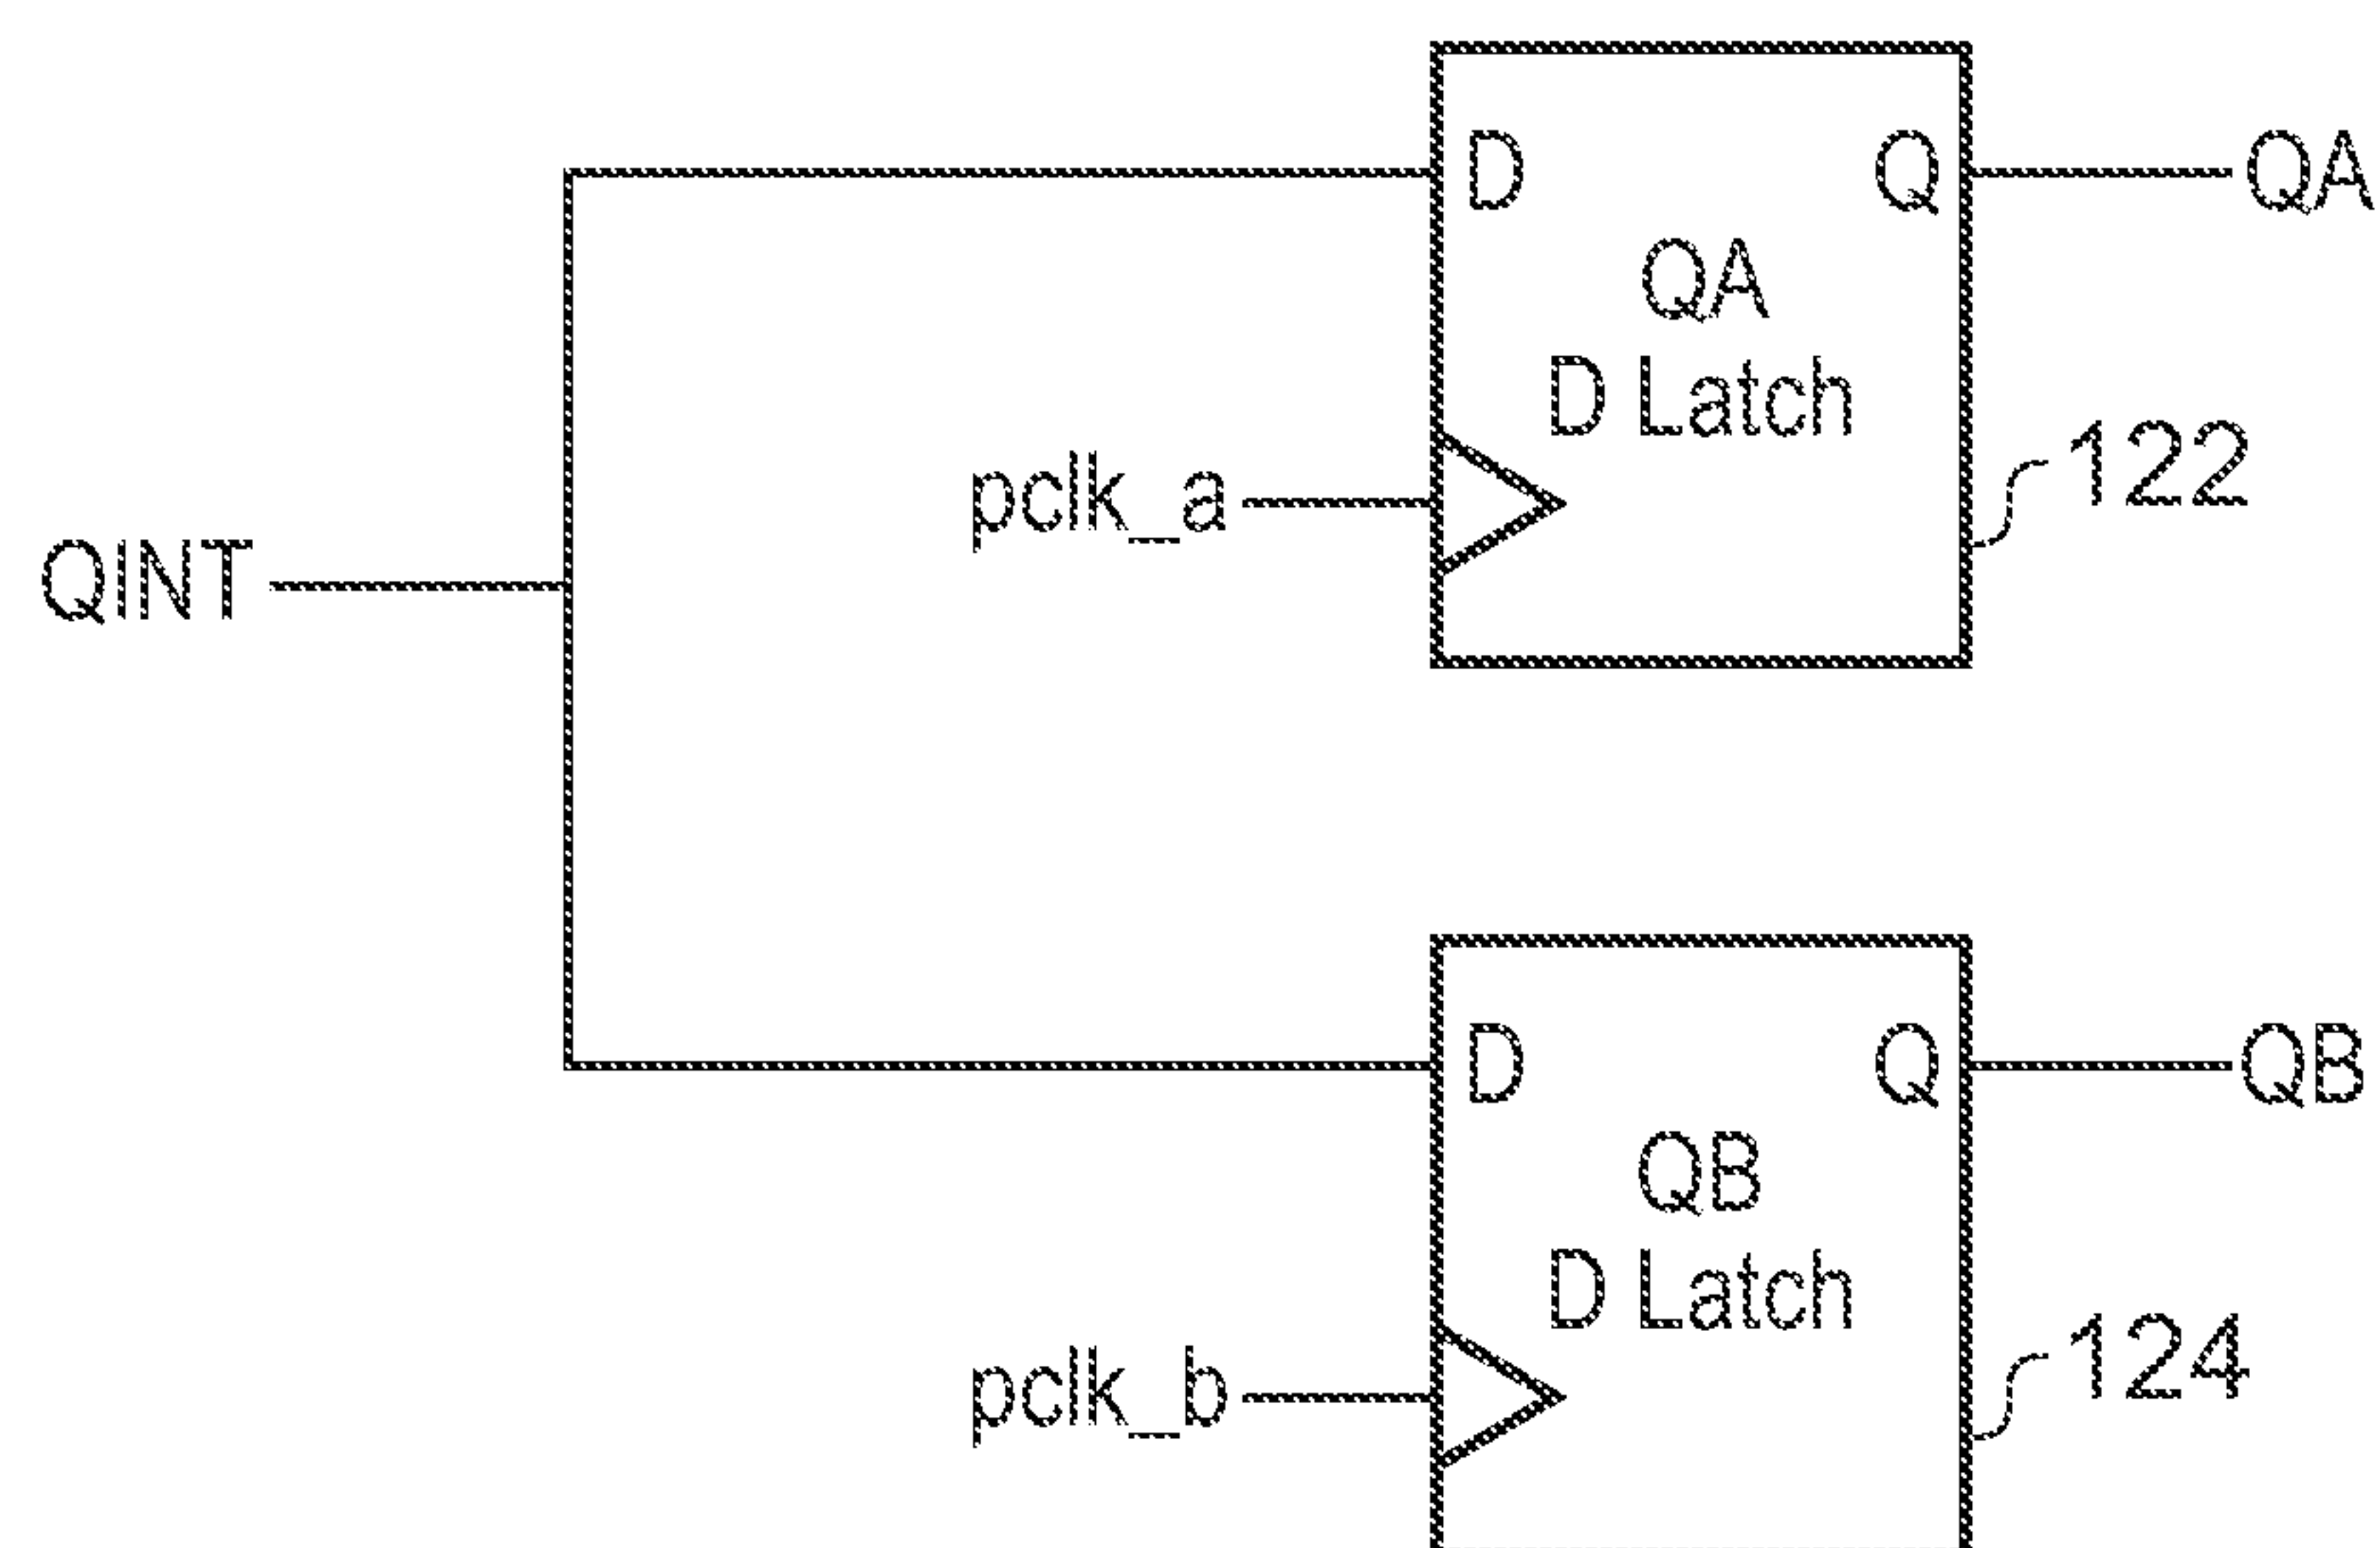 D Q QA
QA
D Latch
pclk_a
122
QINT
D Q QB
QB
D Latch
pclk_b
124